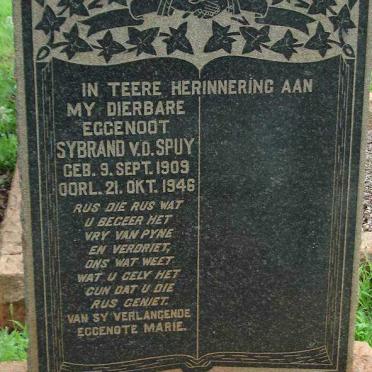 IN TEERE HERINNERING AAN
MY DIERBARE
EGGENOOT
SYBRAND V.D. SPUY
GEB. 9. SEPT. 1909
OORL. 21. OKT. 1946
RUS DIE RUS WAT
U BEGEER HET
VRY VAN PYNE
EN VERDRIET,
ONS WAT WEET
WAT U GELY HET
GUN DAT U DIE
RUS GENIET.
VAN SY VERLANGENDE
EGGENOTE MARIE.